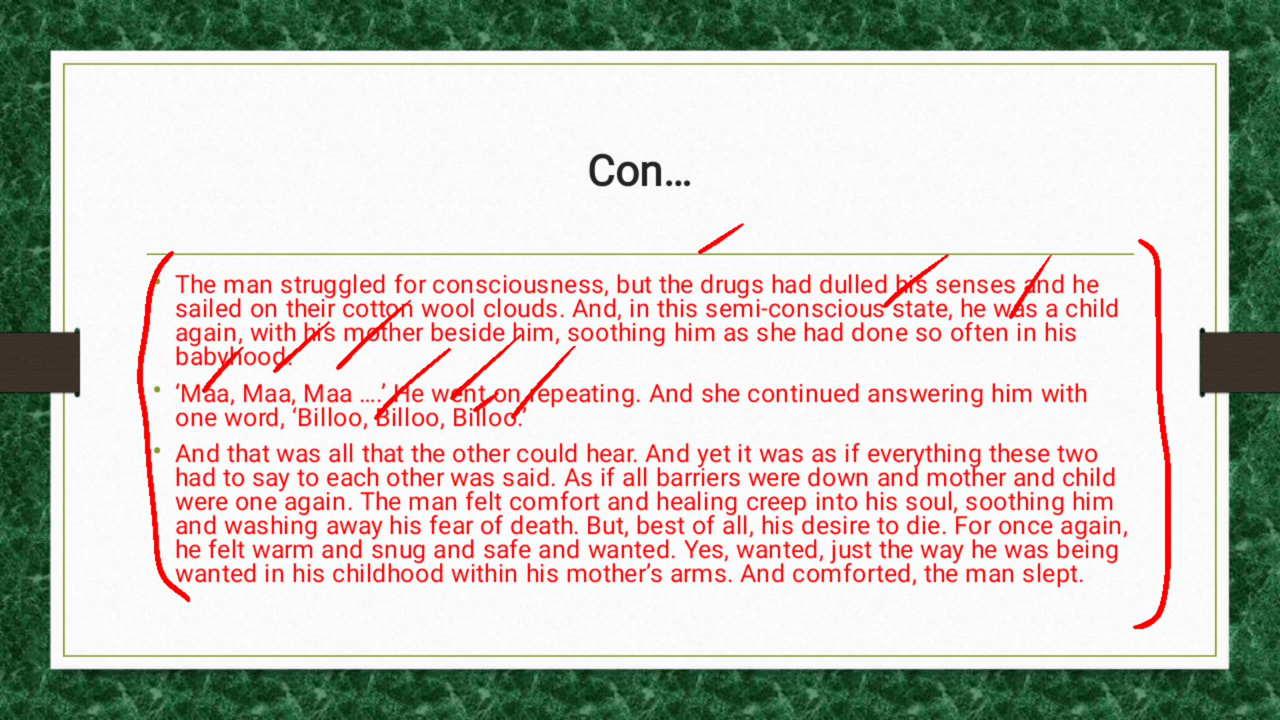 Con…
• The man struggled for consciousness, but the drugs had dulled his senses and he
sailed on their cotton wool clouds. And, in this semi-conscious state, he was a child
again, with his mother beside him, soothing him as she had done so often in his
babyhood.
• ‘Maa, Maa, Maa ….’ He went on repeating. And she continued answering him with
one word, ‘Billoo, Billoo, Billoo.’
• And that was all that the other could hear. And yet it was as if everything these two
had to say to each other was said. As if all barriers were down and mother and child
were one again. The man felt comfort and healing creep into his soul, soothing him
and washing away his fear of death. But, best of all, his desire to die. For once again,
he felt warm and snug and safe and wanted. Yes, wanted, just the way he was being
wanted in his childhood within his mother’s arms. And comforted, the man slept.